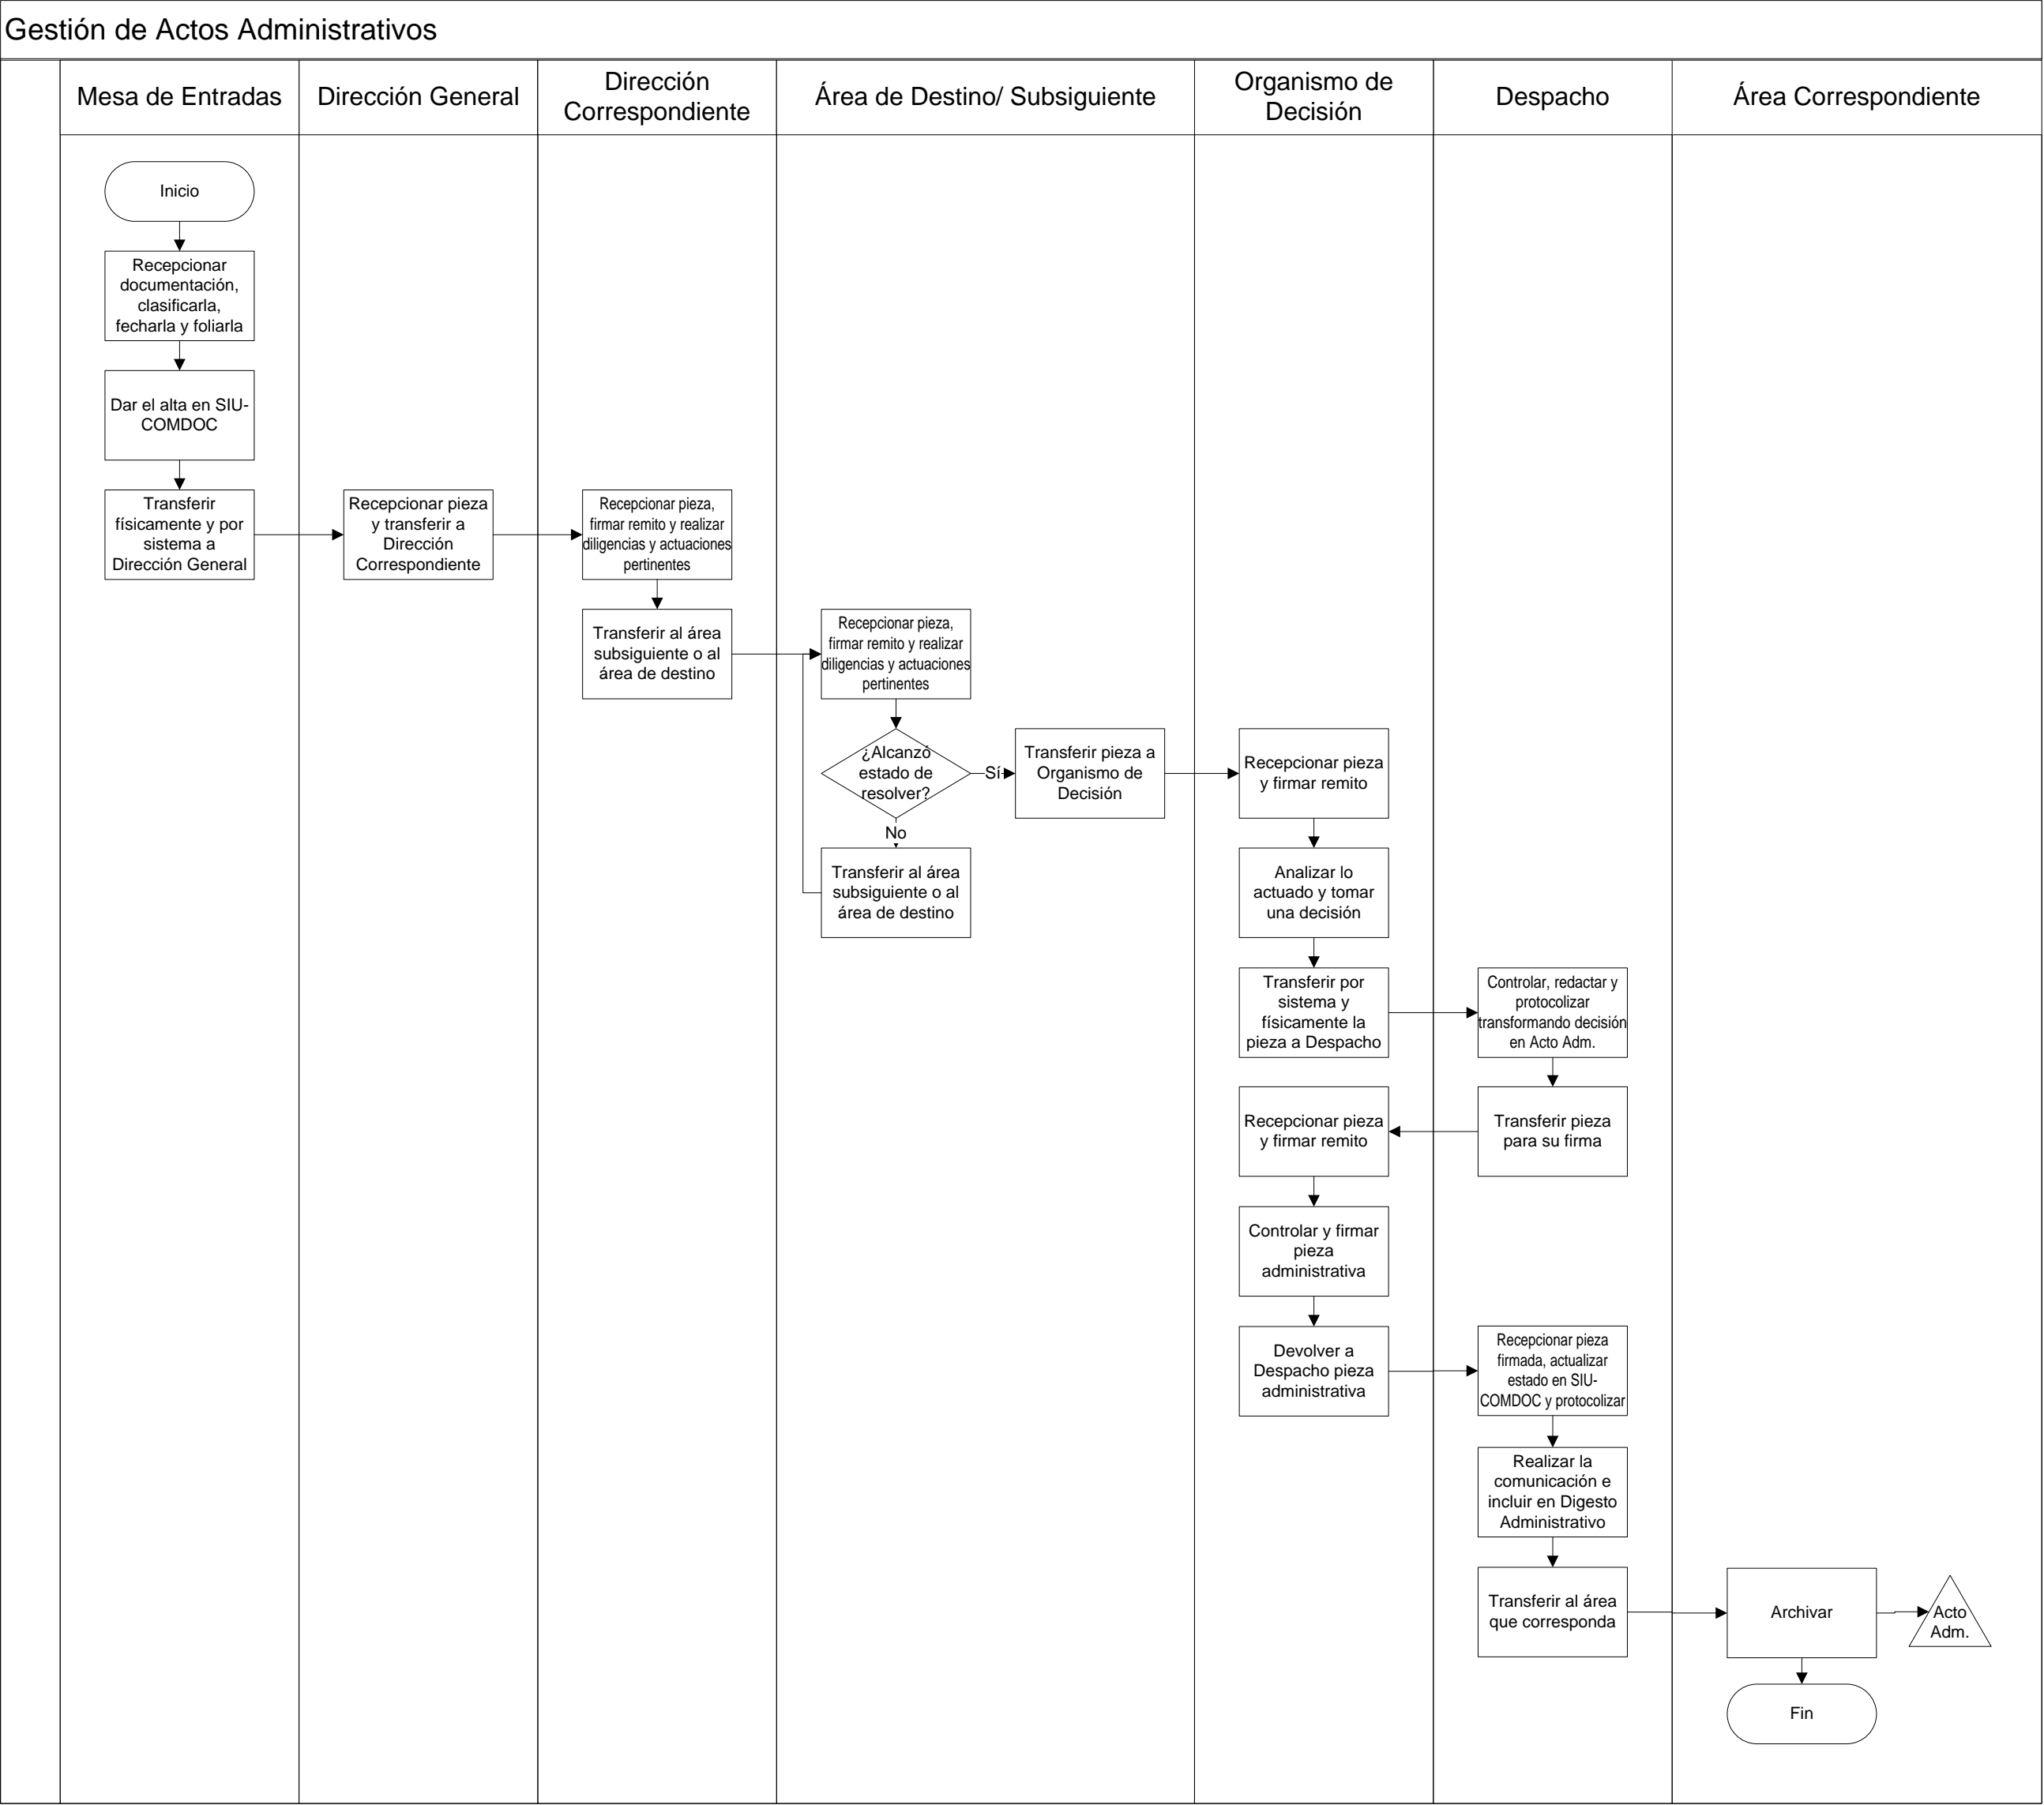 Gestión de Actos Administrativos
Mesa de Entradas
Dirección General
Dirección
Correspondiente
Área de Destino/ Subsiguiente
Organismo de
Decisión
Despacho
Área Correspondiente
Inicio
Recepcionar
documentación,
clasificarla,
fecharla y foliarla
Dar el alta en SIU-
COMDOC
Transferir
físicamente y por
sistema a
Dirección General
Recepcionar pieza
y transferir a
Dirección
Correspondiente
Recepcionar pieza,
firmar remito y realizar
diligencias y actuaciones
pertinentes
Transferir al área
subsiguiente o al
área de destino
Recepcionar pieza,
firmar remito y realizar
diligencias y actuaciones
pertinentes
¿Alcanzó
estado de
resolver?
Sí
No
Transferir al área
subsiguiente o al
área de destino
Transferir pieza a
Organismo de
Decisión
Recepcionar pieza
y firmar remito
Analizar lo
actuado y tomar
una decisión
Transferir por
sistema y
físicamente la
pieza a Despacho
Controlar, redactar y
protocolizar
transformando decisión
en Acto Adm.
Transferir pieza
para su firma
Recepcionar pieza
y firmar remito
Controlar y firmar
pieza
administrativa
Devolver a
Despacho pieza
administrativa
Recepcionar pieza
firmada, actualizar
estado en SIU-
COMDOC y protocolizar
Realizar la
comunicación e
incluir en Digesto
Administrativo
Transferir al área
que corresponda
Archivar
Acto
Adm.
Fin